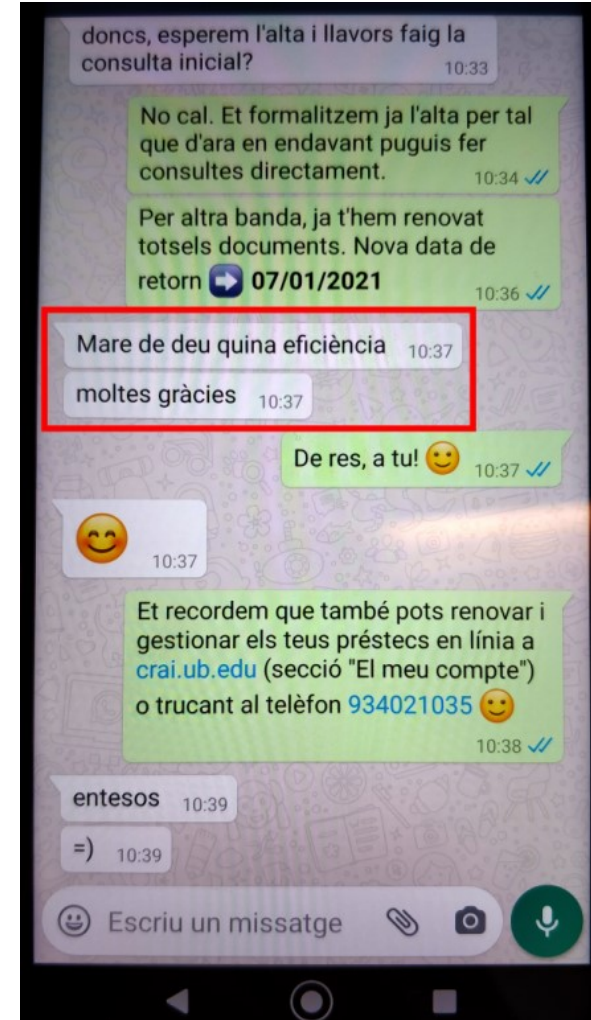 doncs, esperem l'alta i llavors faig la
consulta inicial?
10:33
No cal. Et formalitzem ja l'alta per tal
que d'ara en endavant puguis fer
consultes directament.
10:34
Per altra banda, ja t'hem renovat
totsels documents. Nova data de
retorn ➡ 07/01/2021
10:36
Mare de deu quina eficiència 10:37
moltes gràcies 10:37
De res, a tu! 🙂 10:37
😊 10:37
Et recordem que també pots renovar i
gestionar els teus préstecs en línia a
crai.ub.edu (secció "El meu compte")
o trucant al telèfon 934021035 🙂
10:38
entesos 10:39
=) 10:39
Escriu un missatge